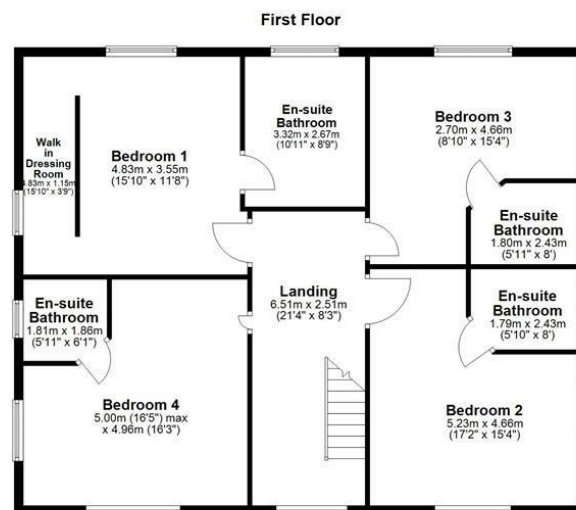 First Floor
Walk
in
Dressing
Room
4.83m x 1.15m
(15'10" x 3'9")
Bedroom 1
4.83m x 3.55m
(15'10" x 11'8")
En-suite
Bathroom
3.32m x 2.67m
(10'11" x 8'9")
Bedroom 3
2.70m x 4.66m
(8'10" x 15'4")
En-suite
Bathroom
1.80m x 2.43m
(5'11" x 8')
Landing
6.51m x 2.51m
(21'4" x 8'3")
En-suite
Bathroom
1.81m x 1.86m
(5'11" x 6'1")
En-suite
Bathroom
1.79m x 2.43m
(5'10" x 8')
Bedroom 4
5.00m (16'5") max
x 4.96m (16'3")
Bedroom 2
5.23m x 4.66m
(17'2" x 15'4")